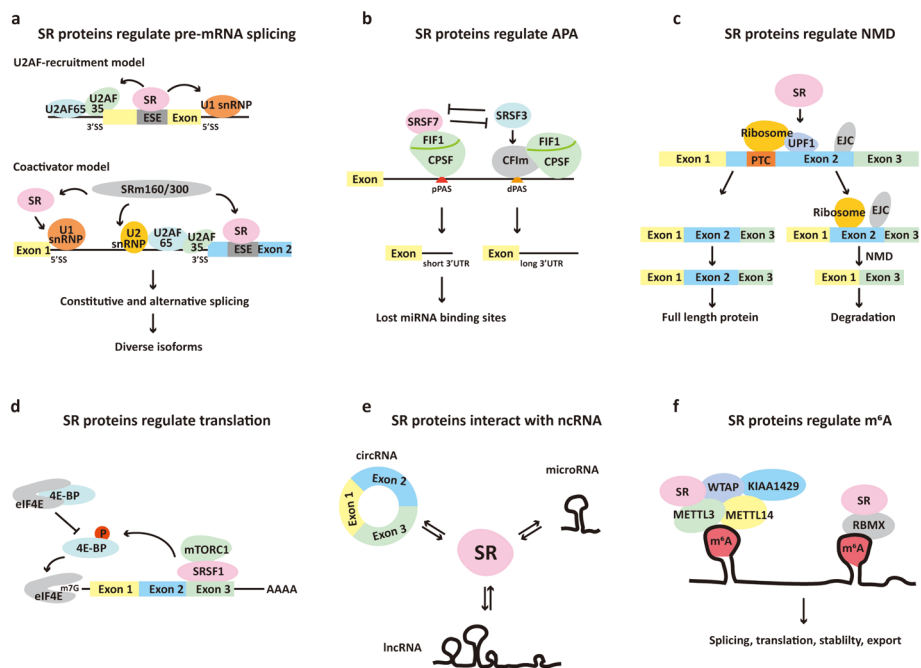 a
SR proteins regulate pre-mRNA splicing
U2AF-recruitment model
U2AF65
U2AF
35
SR
U1 snRNP
ESE
Exon
3'SS
5'SS
Coactivator model
SRm160/300
SR
U1
snRNP
U2
snRNP
U2AF
65
U2AF
35
SR
Exon 1
ESE
Exon 2
5'SS
3'SS
Constitutive and alternative splicing
Diverse isoforms
b
SR proteins regulate APA
SRSF7
SRSF3
FIF1
CPSF
CFIm
FIF1
CPSF
Exon
pPAS
dPAS
Exon
short 3'UTR
Exon
long 3'UTR
Lost miRNA binding sites
c
SR proteins regulate NMD
SR
Ribosome
UPF1
EJC
Exon 1
PTC
Exon 2
Exon 3
Ribosome
EJC
Exon 1
Exon 2
Exon 3
Exon 1
Exon 2
Exon 3
NMD
Exon 1
Exon 2
Exon 3
Exon 1
Exon 3
Full length protein
Degradation
d
SR proteins regulate translation
4E-BP
eIF4E
P
4E-BP
mTORC1
SRSF1
eIF4E
m7G
Exon 1
Exon 2
Exon 3
AAAA
e
SR proteins interact with ncRNA
circRNA
Exon 1
Exon 2
Exon 3
microRNA
SR
lncRNA
f
SR proteins regulate m⁶A
SR
WTAP
KIAA1429
METTL3
METTL14
m⁶A
SR
RBMX
m⁶A
Splicing, translation, stablilty, export